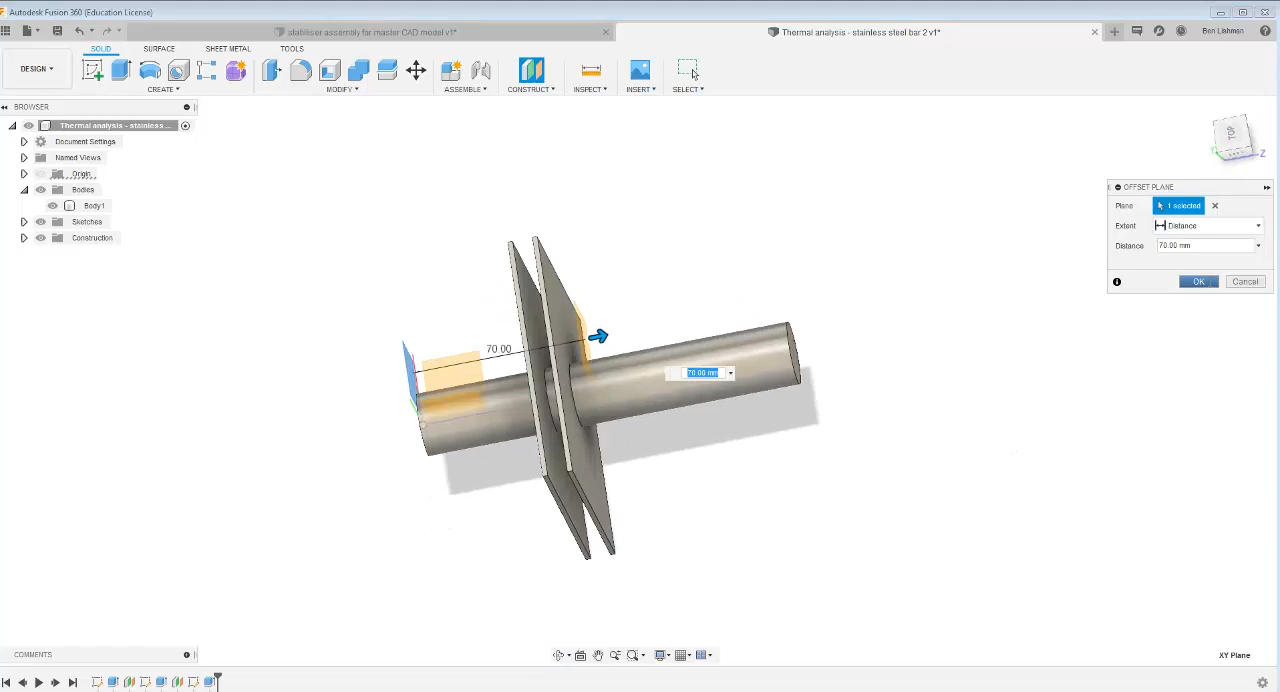 Autodesk Fusion 360 (Education License)
stabiliser assembly for master CAD model v1*
Thermal analysis - stainless steel bar 2 v1*
Ben Lishman
DESIGN
SOLID
SURFACE
SHEET METAL
TOOLS
CREATE
MODIFY
ASSEMBLE
CONSTRUCT
INSPECT
INSERT
SELECT
BROWSER
Thermal analysis - stainless ...
Document Settings
Named Views
Origin
Bodies
Body1
Sketches
Construction
TOP
Z
OFFSET PLANE
Plane
1 selected
Extent
Distance
Distance
70.00 mm
OK
Cancel
70.00
70.00 mm
COMMENTS
XY Plane